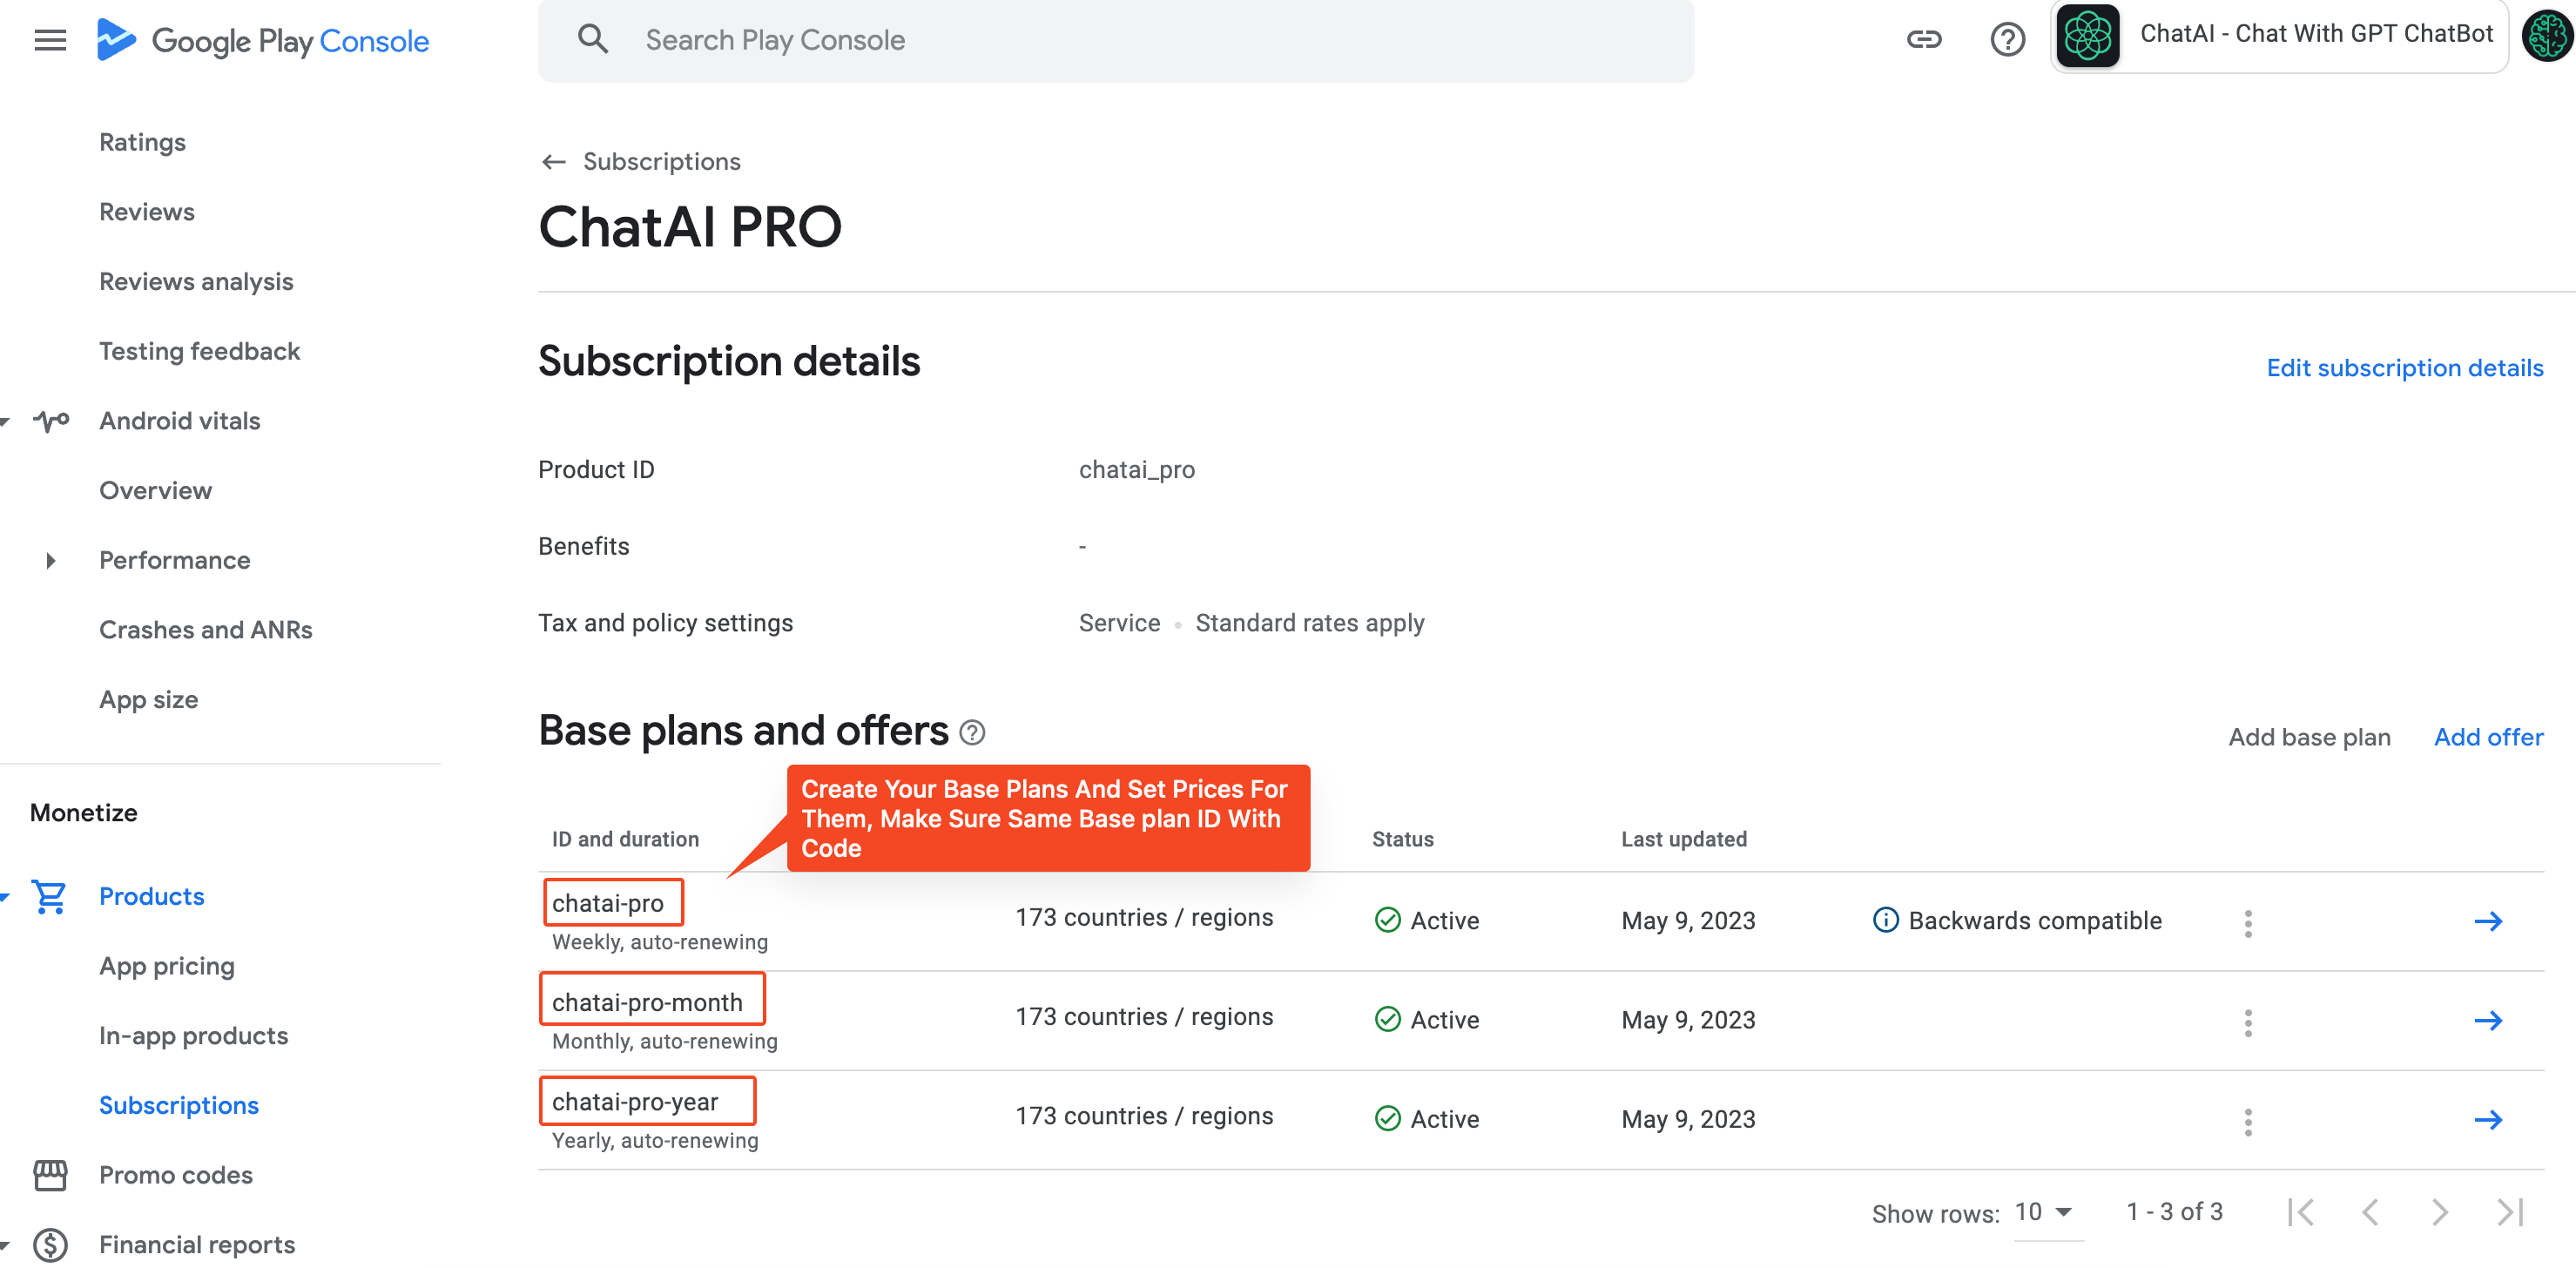 Google Play Console
Search Play Console
ChatAI - Chat With GPT ChatBot
Ratings
Reviews
Reviews analysis
Testing feedback
Android vitals
Overview
Performance
Crashes and ANRs
App size
Monetize
Products
App pricing
In-app products
Subscriptions
Promo codes
Financial reports
Subscriptions
ChatAI PRO
Subscription details
Edit subscription details
Product ID chatai_pro
Benefits -
Tax and policy settings Service • Standard rates apply
Base plans and offers
Add base plan Add offer
Create Your Base Plans And Set Prices For
Them, Make Sure Same Base plan ID With
Code
ID and duration Status Last updated
chatai-pro 173 countries / regions Active May 9, 2023 Backwards compatible
Weekly, auto-renewing
chatai-pro-month 173 countries / regions Active May 9, 2023
Monthly, auto-renewing
chatai-pro-year 173 countries / regions Active May 9, 2023
Yearly, auto-renewing
Show rows: 10 1 - 3 of 3